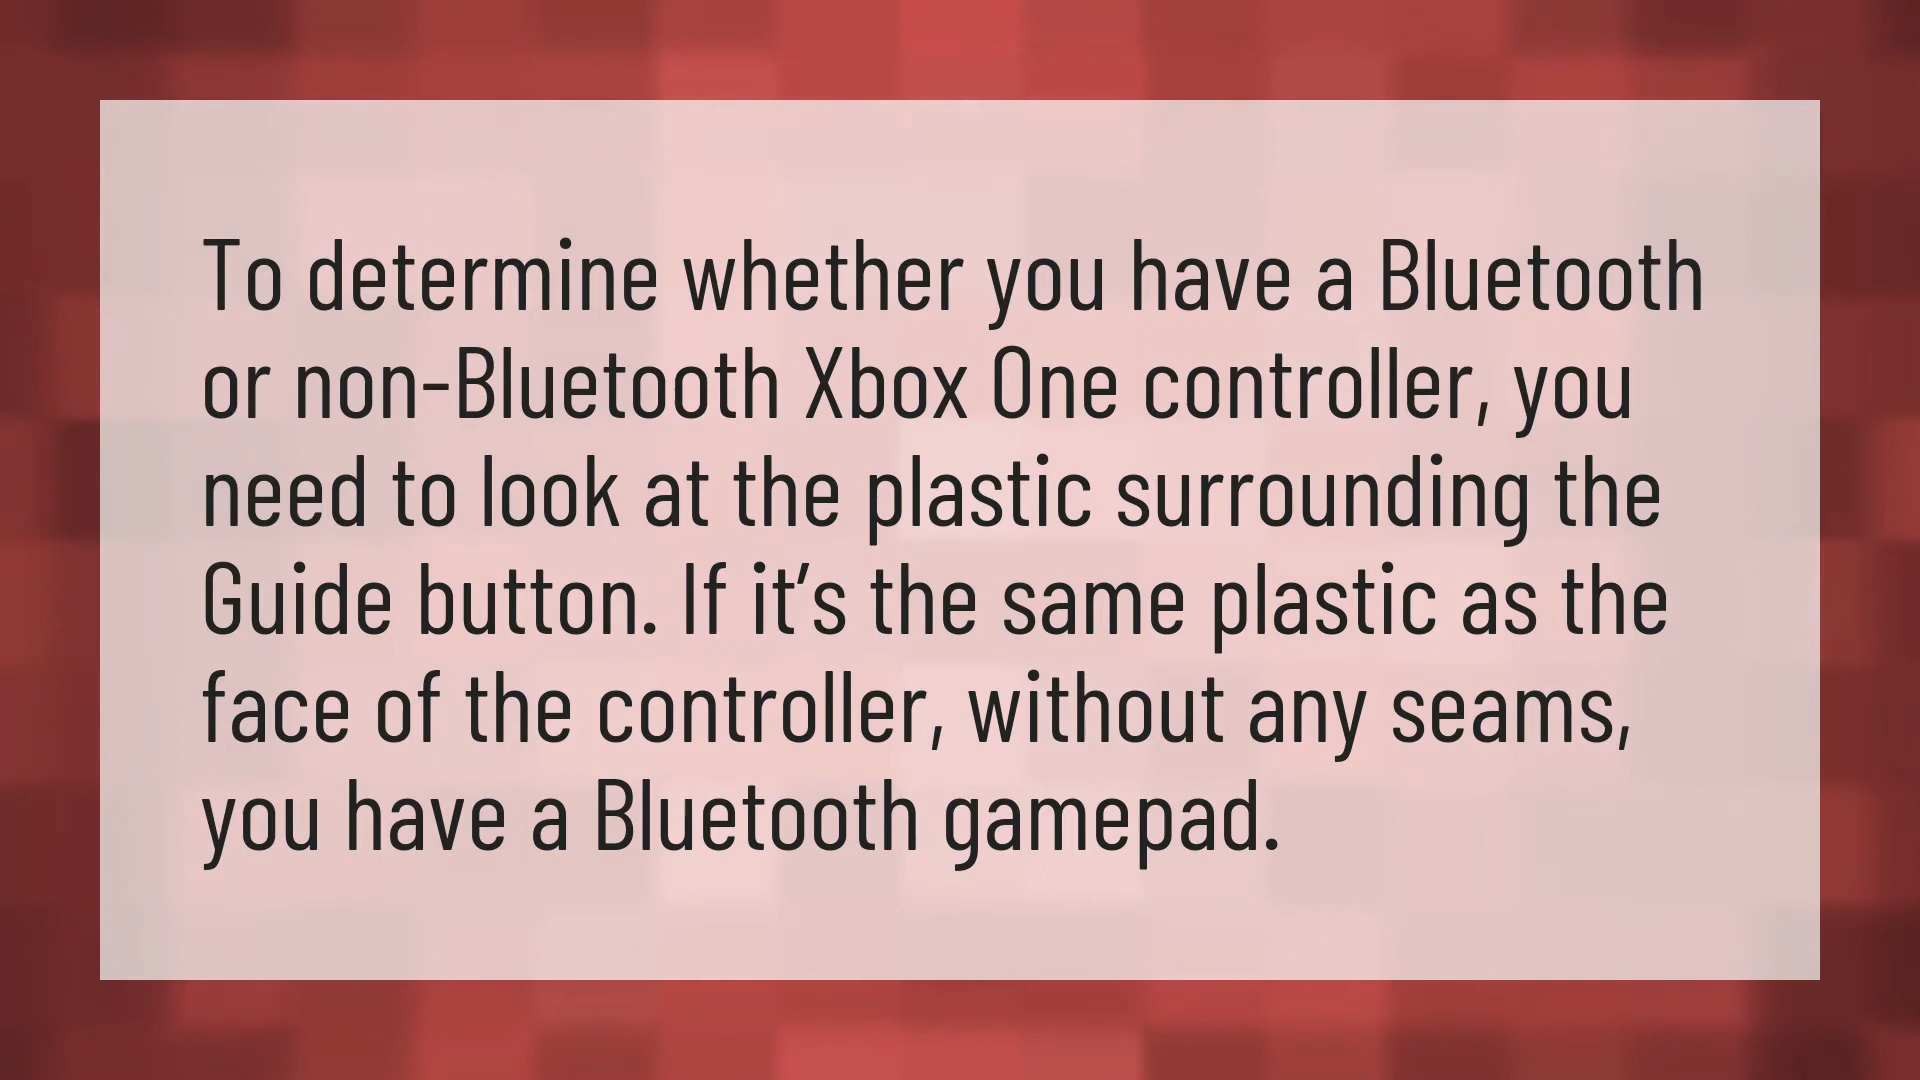 To determine whether you have a Bluetooth
or non-Bluetooth Xbox One controller, you
need to look at the plastic surrounding the
Guide button. If it’s the same plastic as the
face of the controller, without any seams,
you have a Bluetooth gamepad.